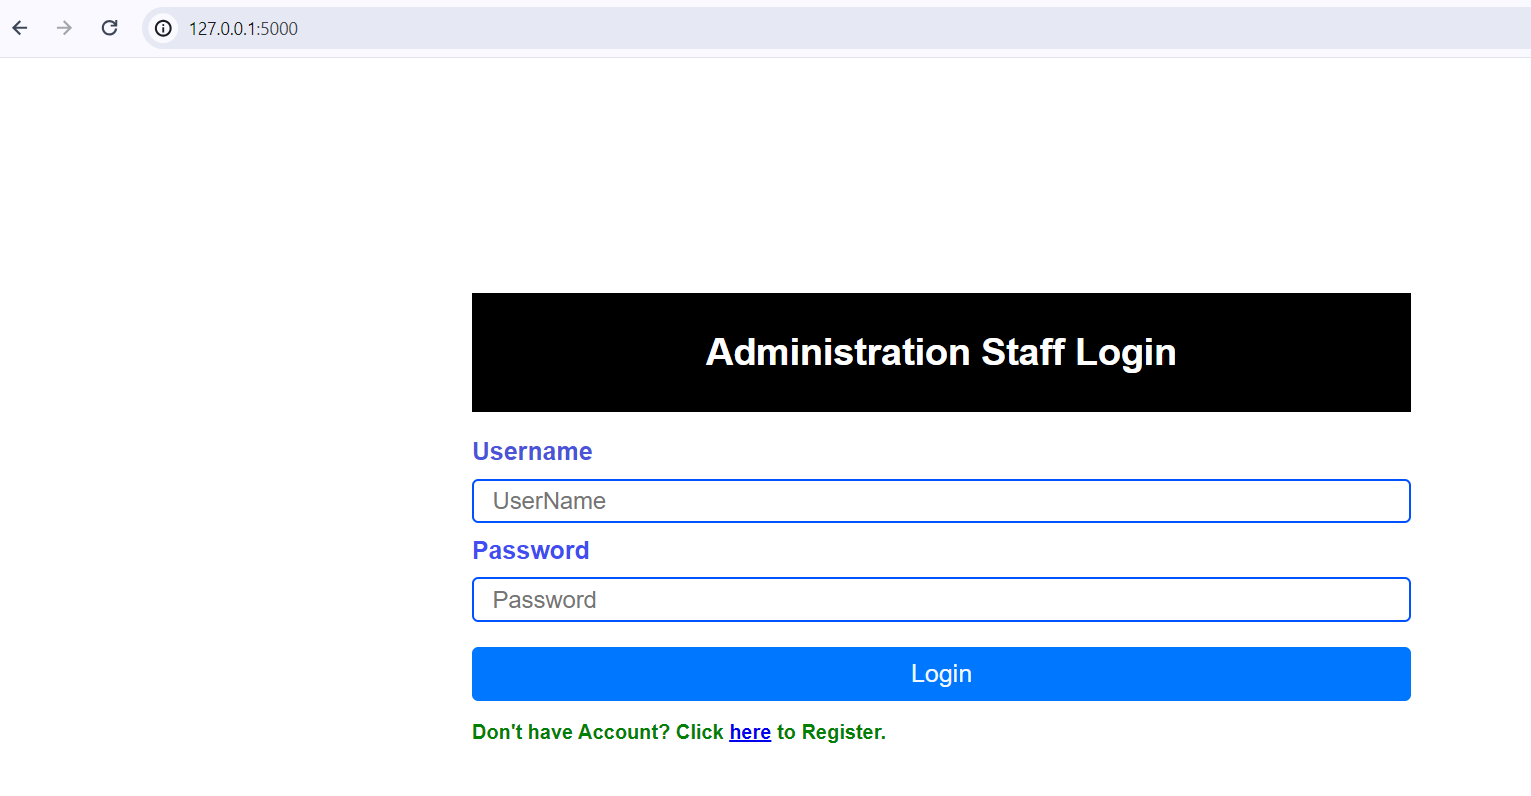 127.0.0.1:5000
Administration Staff Login
Username
UserName
Password
Password
Login
Don't have Account? Click here to Register.